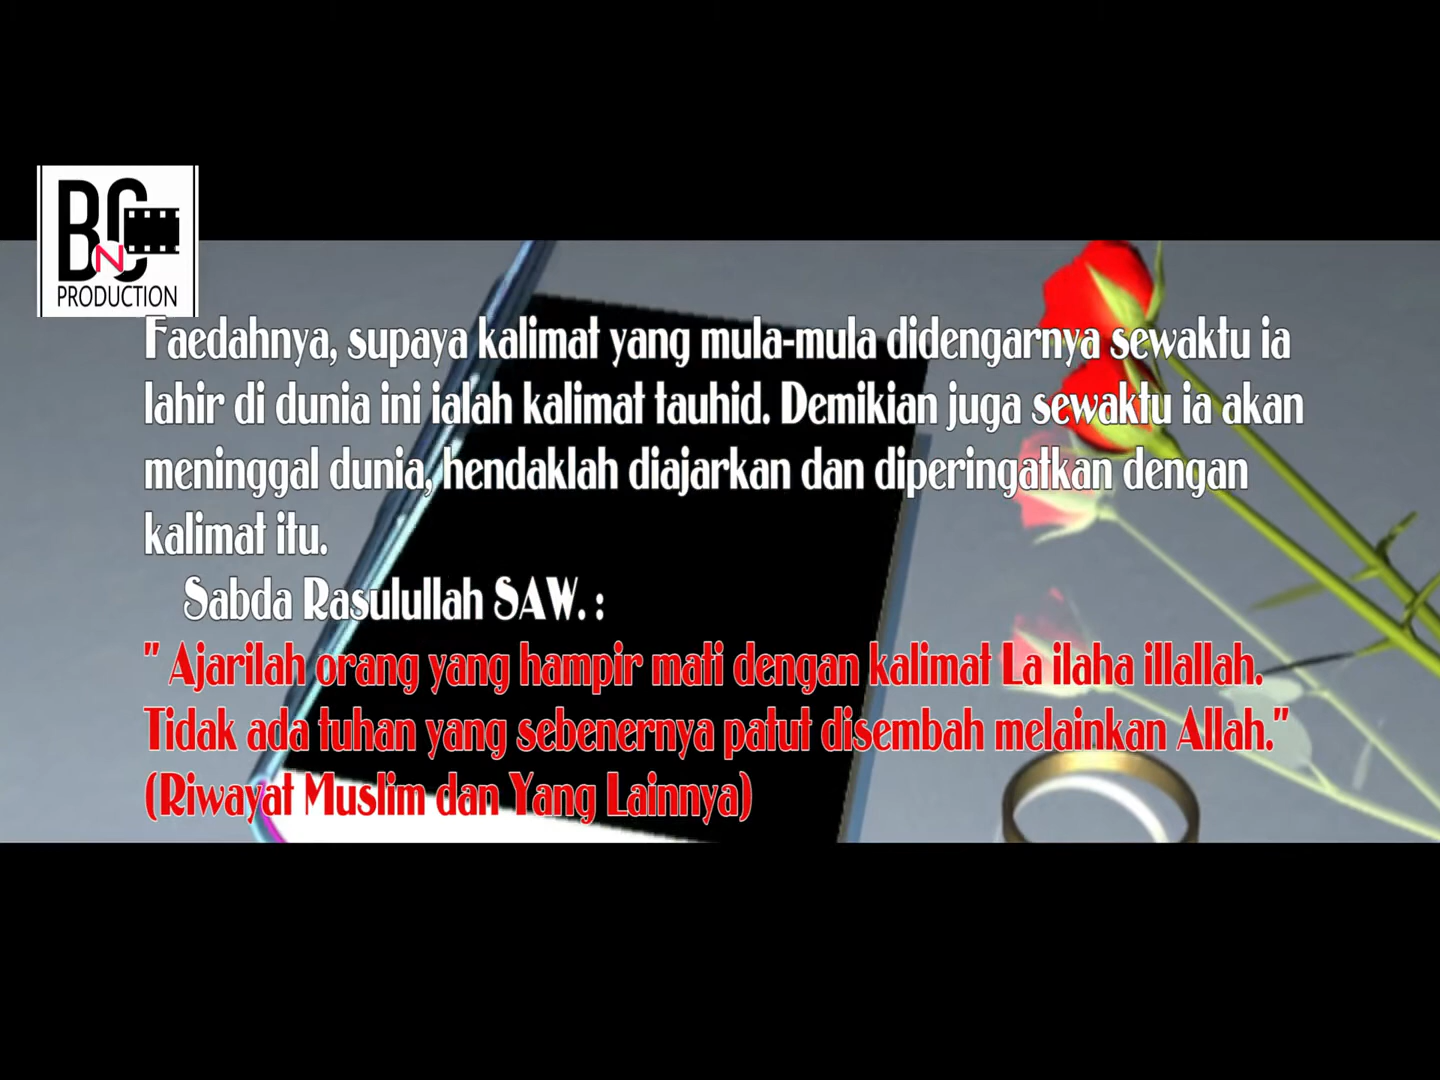 BNC
PRODUCTION
Faedahnya, supaya kalimat yang mula-mula didengarnya sewaktu ia
lahir di dunia ini ialah kalimat tauhid. Demikian juga sewaktu ia akan
meninggal dunia, hendaklah diajarkan dan diperingatkan dengan
kalimat itu.
Sabda Rasulullah SAW. :
" Ajarilah orang yang hampir mati dengan kalimat La ilaha illallah.
Tidak ada tuhan yang sebenernya patut disembah melainkan Allah."
(Riwayat Muslim dan Yang Lainnya)